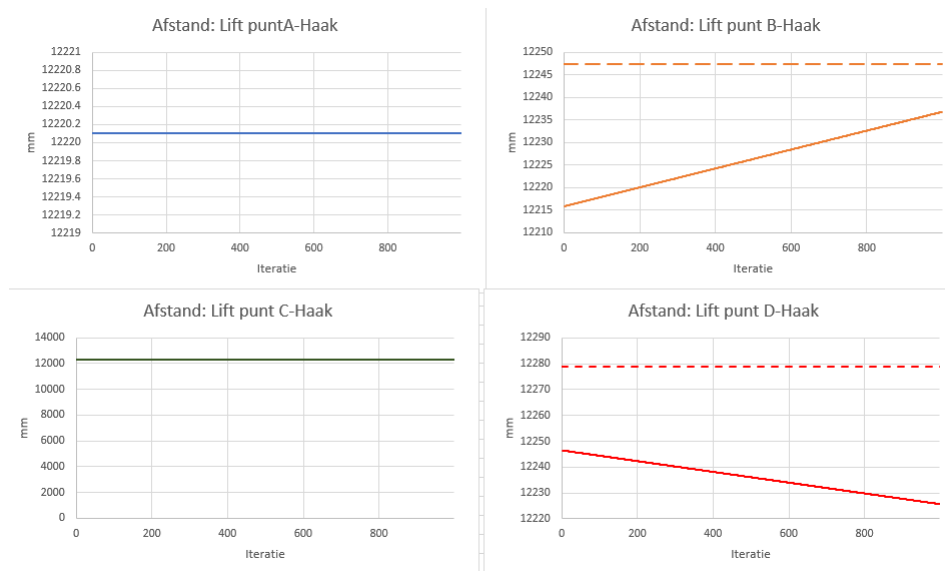 Afstand: Lift puntA-Haak
12221
12220.8
12220.6
12220.4
12220.2
12220
12219.8
12219.6
12219.4
12219.2
12219
mm
0 200 400 600 800
Iteratie
Afstand: Lift punt B-Haak
12250
12245
12240
12235
12230
12225
12220
12215
12210
mm
0 200 400 600 800
Iteratie
Afstand: Lift punt C-Haak
14000
12000
10000
8000
6000
4000
2000
0
mm
0 200 400 600 800
Iteratie
Afstand: Lift punt D-Haak
12290
12280
12270
12260
12250
12240
12230
12220
mm
0 200 400 600 800
Iteratie